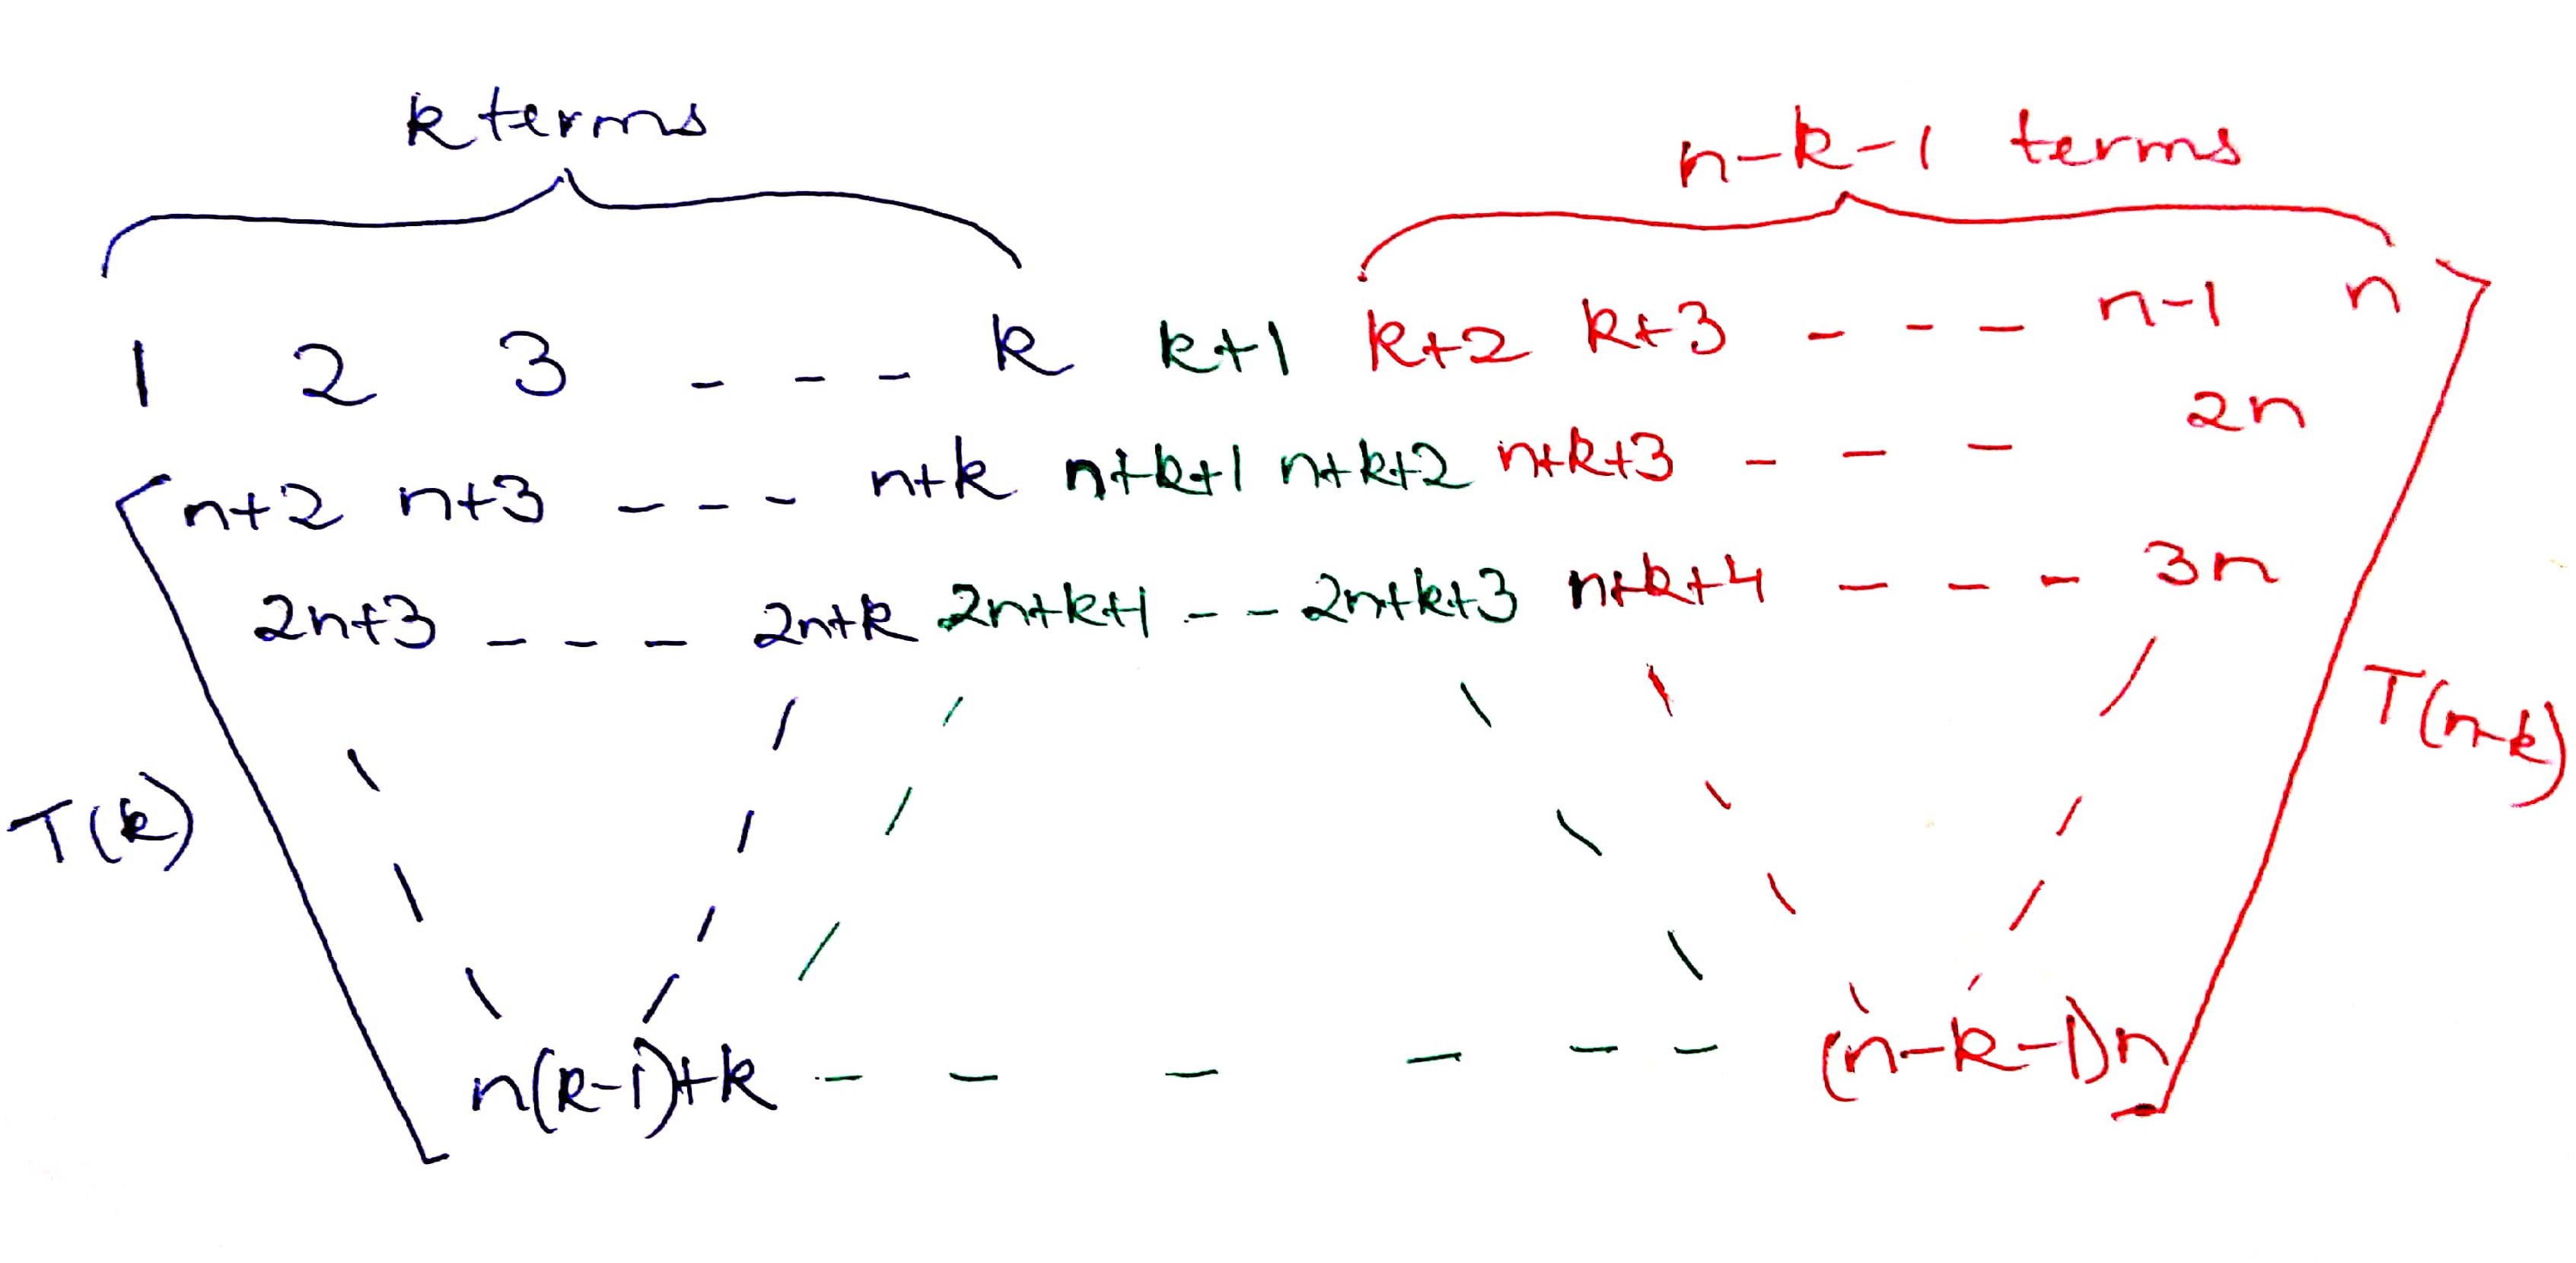 k terms
n-k-1 terms
1 2 3 - - - k k+1 k+2 k+3 - - - n-1 n
n+2 n+3 - - - n+k n+k+1 n+k+2 n+k+3 - - - 2n
2n+3 - - - 2n+k 2n+k+1 - - 2n+k+3 n+k+4 - - - 3n
T(k)
T(n-k)
n(k-1)+k - - - - - - (n-k-1)n